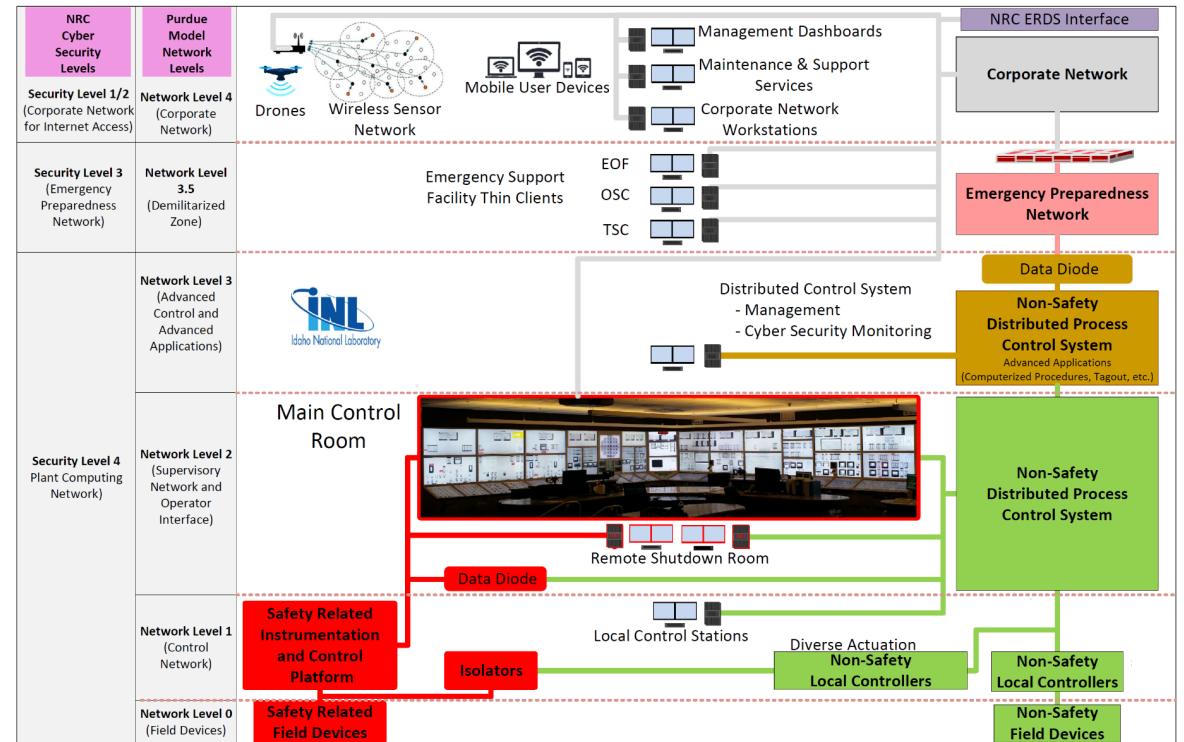 NRC
Cyber
Security
Levels
Purdue
Model
Network
Levels
Security Level 1/2
(Corporate Network
for Internet Access)
Network Level 4
(Corporate
Network)
Drones
Wireless Sensor
Network
Mobile User Devices
Management Dashboards
Maintenance & Support
Services
Corporate Network
Workstations
NRC ERDS Interface
Corporate Network
Security Level 3
(Emergency
Preparedness
Network)
Network Level
3.5
(Demilitarized
Zone)
Emergency Support
Facility Thin Clients
EOF
OSC
TSC
Emergency Preparedness
Network
Security Level 4
Plant Computing
Network)
Network Level 3
(Advanced
Control and
Advanced
Applications)
INL
Idaho National Laboratory
Distributed Control System
- Management
- Cyber Security Monitoring
Data Diode
Non-Safety
Distributed Process
Control System
Advanced Applications
(Computerized Procedures, Tagout, etc.)
Network Level 2
(Supervisory
Network and
Operator
Interface)
Main Control
Room
Remote Shutdown Room
Data Diode
Non-Safety
Distributed Process
Control System
Network Level 1
(Control
Network)
Safety Related
Instrumentation
and Control
Platform
Isolators
Local Control Stations
Diverse Actuation
Non-Safety
Local Controllers
Non-Safety
Local Controllers
Network Level 0
(Field Devices)
Safety Related
Field Devices
Non-Safety
Field Devices